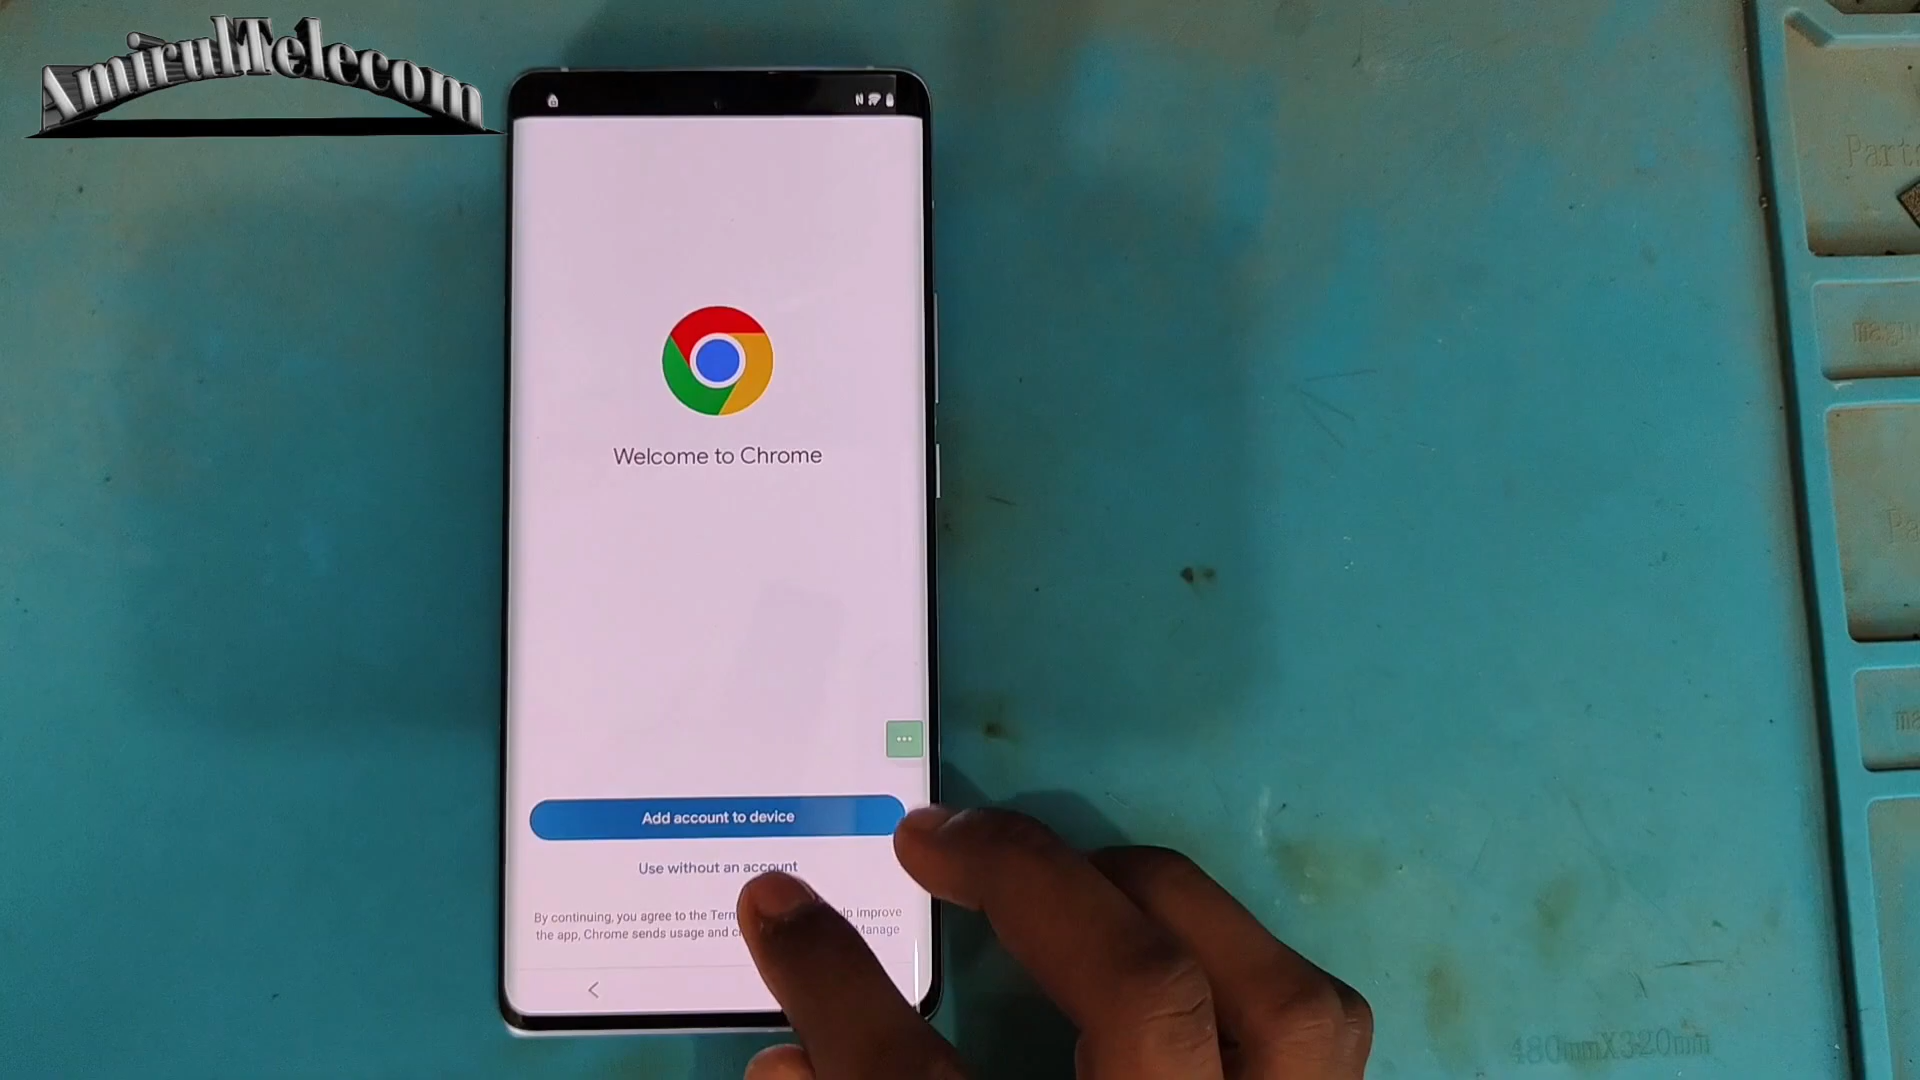 AmirulTelecom
Welcome to Chrome
Add account to device
Use without an account
By continuing, you agree to the improve
the app, Chrome sends usage and Manage
Parts
480mmX320mm